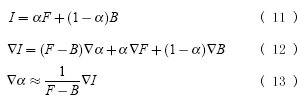 I = αF + (1-α)B ( 11 )
∇I = (F-B)∇α + α∇F + (1-α)∇B ( 12 )
∇α ≈ 1/(F-B) ∇I ( 13 )